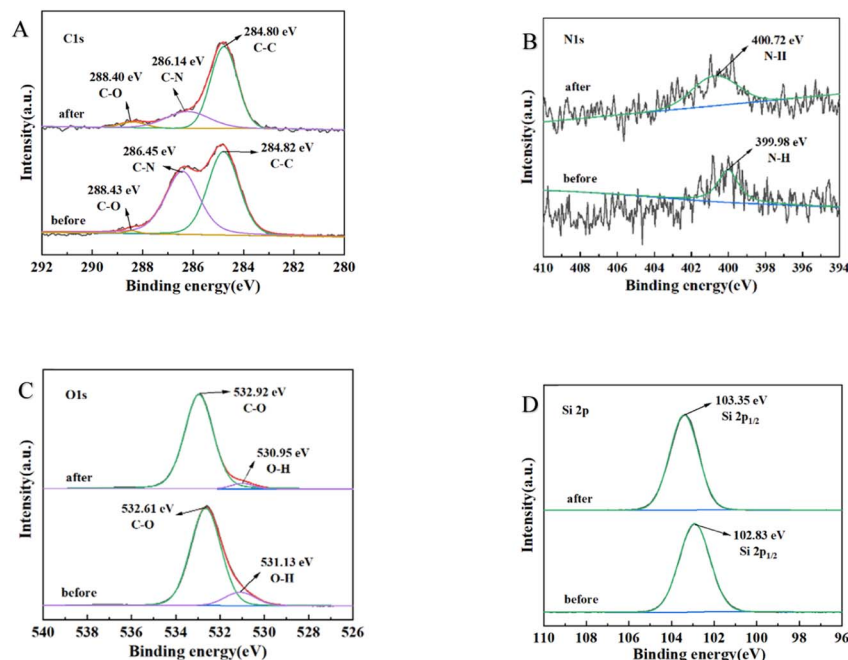 A
C1s
284.80 eV
C-C
286.14 eV
C-N
288.40 eV
C-O
after
286.45 eV
C-N
284.82 eV
C-C
288.43 eV
C-O
before
Intensity(a.u.)
292 290 288 286 284 282 280
Binding energy(eV)
B
N1s
400.72 eV
N-H
after
399.98 eV
N-H
before
Intensity(a.u.)
410 408 406 404 402 400 398 396 394
Binding energy(eV)
C
O1s
532.92 eV
C-O
530.95 eV
O-H
after
532.61 eV
C-O
531.13 eV
O-H
before
Intensity(a.u.)
540 538 536 534 532 530 528 526
Binding energy(eV)
D
Si 2p
103.35 eV
Si 2p1/2
after
102.83 eV
Si 2p1/2
before
Intensity(a.u.)
110 108 106 104 102 100 98 96
Binding energy(eV)